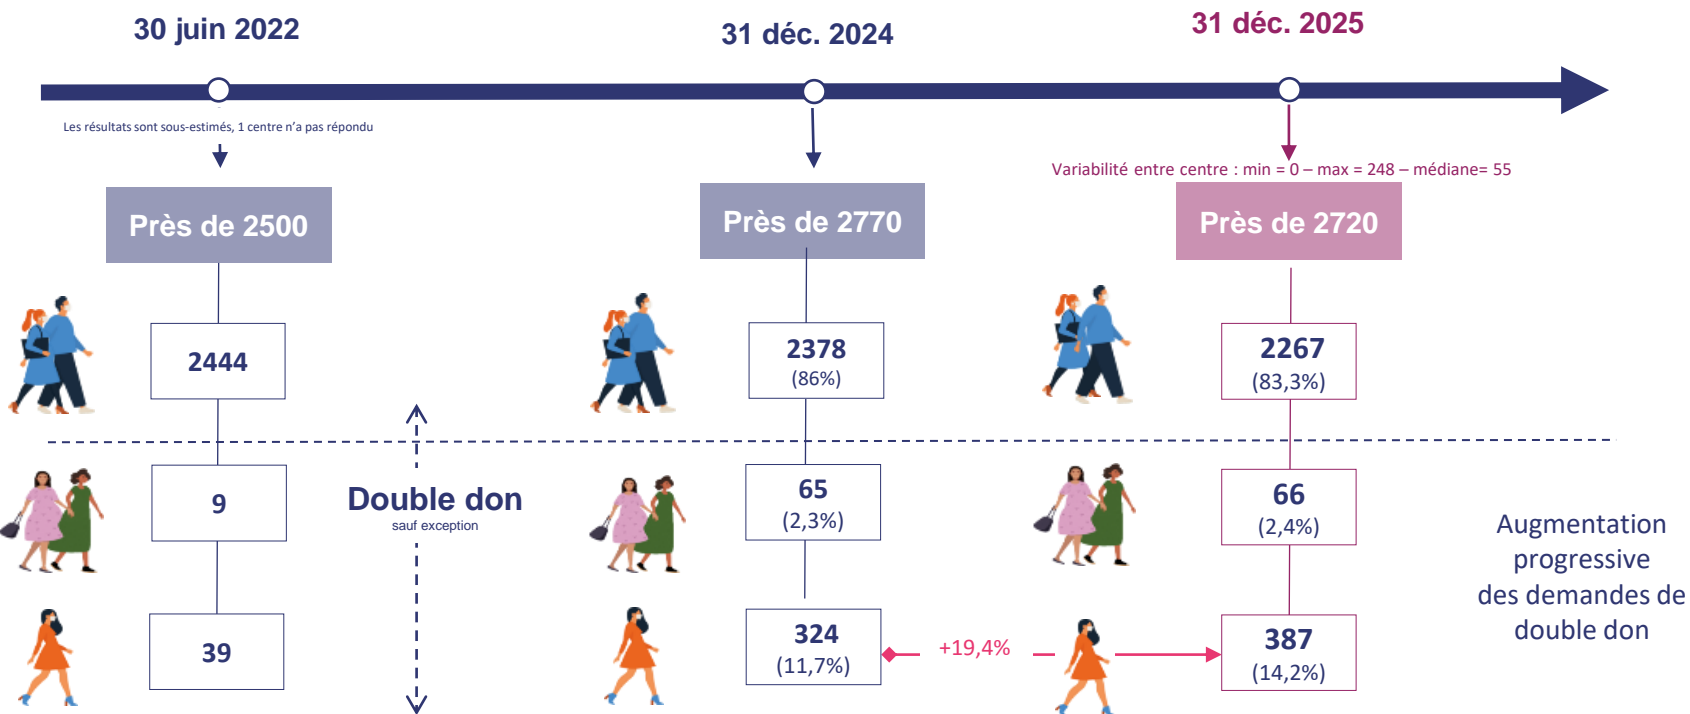 30 juin 2022
31 déc. 2024
31 déc. 2025
Les résultats sont sous-estimés, 1 centre n'a pas répondu
Variabilité entre centre : min = 0 – max = 248 – médiane= 55
Près de 2500
Près de 2770
Près de 2720
2444
2378
(86%)
2267
(83,3%)
9
Double don
sauf exception
65
(2,3%)
66
(2,4%)
Augmentation
progressive
des demandes de
double don
39
324
(11,7%)
+19,4%
387
(14,2%)